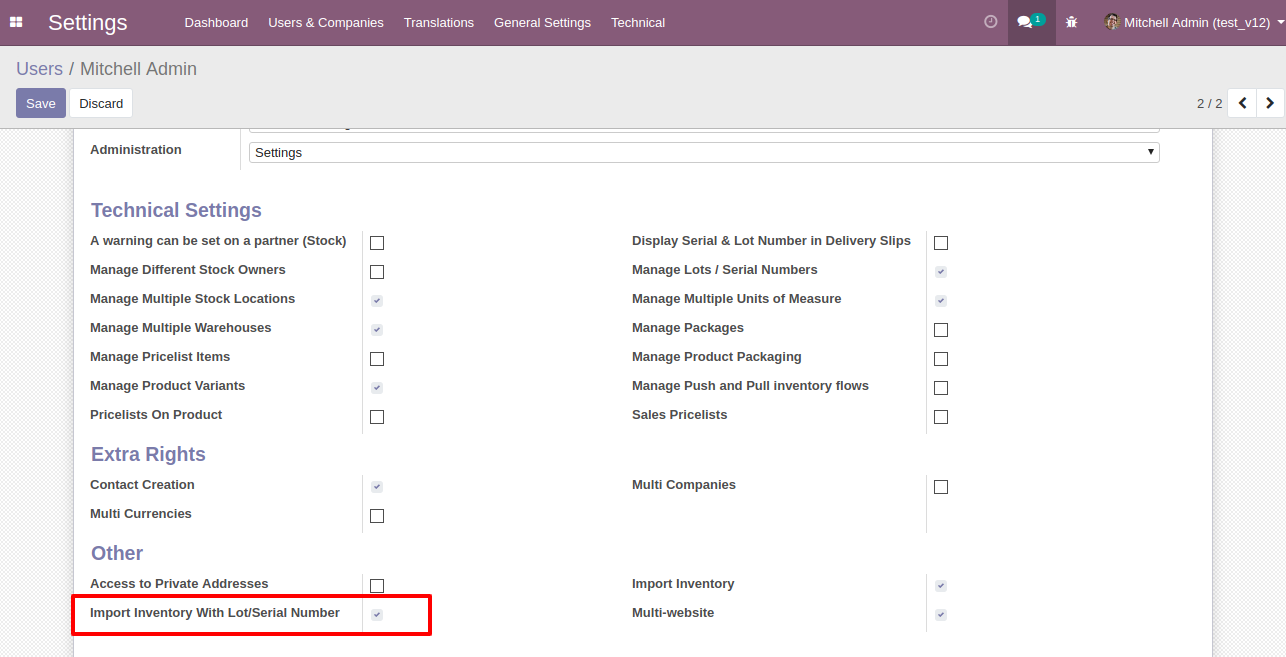 Settings Dashboard Users & Companies Translations General Settings Technical 1 Mitchell Admin (test_v12)
Users / Mitchell Admin
Save Discard 2 / 2
Administration Settings
Technical Settings
A warning can be set on a partner (Stock) Display Serial & Lot Number in Delivery Slips
Manage Different Stock Owners Manage Lots / Serial Numbers
Manage Multiple Stock Locations Manage Multiple Units of Measure
Manage Multiple Warehouses Manage Packages
Manage Pricelist Items Manage Product Packaging
Manage Product Variants Manage Push and Pull inventory flows
Pricelists On Product Sales Pricelists
Extra Rights
Contact Creation Multi Companies
Multi Currencies
Other
Access to Private Addresses Import Inventory
Import Inventory With Lot/Serial Number Multi-website